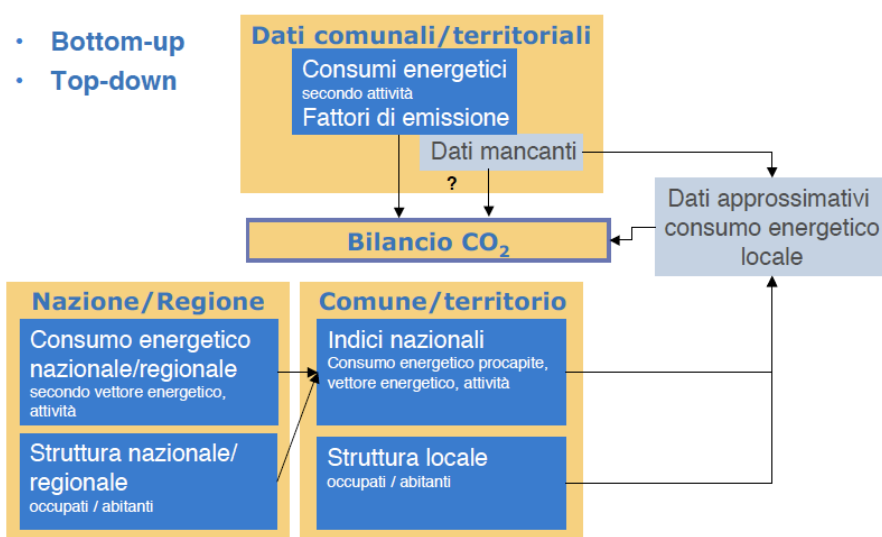 • Bottom-up
• Top-down
Dati comunali/territoriali
Consumi energetici
secondo attività
Fattori di emissione
Dati mancanti
?
Dati approssimativi
consumo energetico
locale
Bilancio CO₂
Nazione/Regione
Consumo energetico
nazionale/regionale
secondo vettore energetico,
attività
Struttura nazionale/
regionale
occupati / abitanti
Comune/territorio
Indici nazionali
Consumo energetico procapite,
vettore energetico, attività
Struttura locale
occupati / abitanti